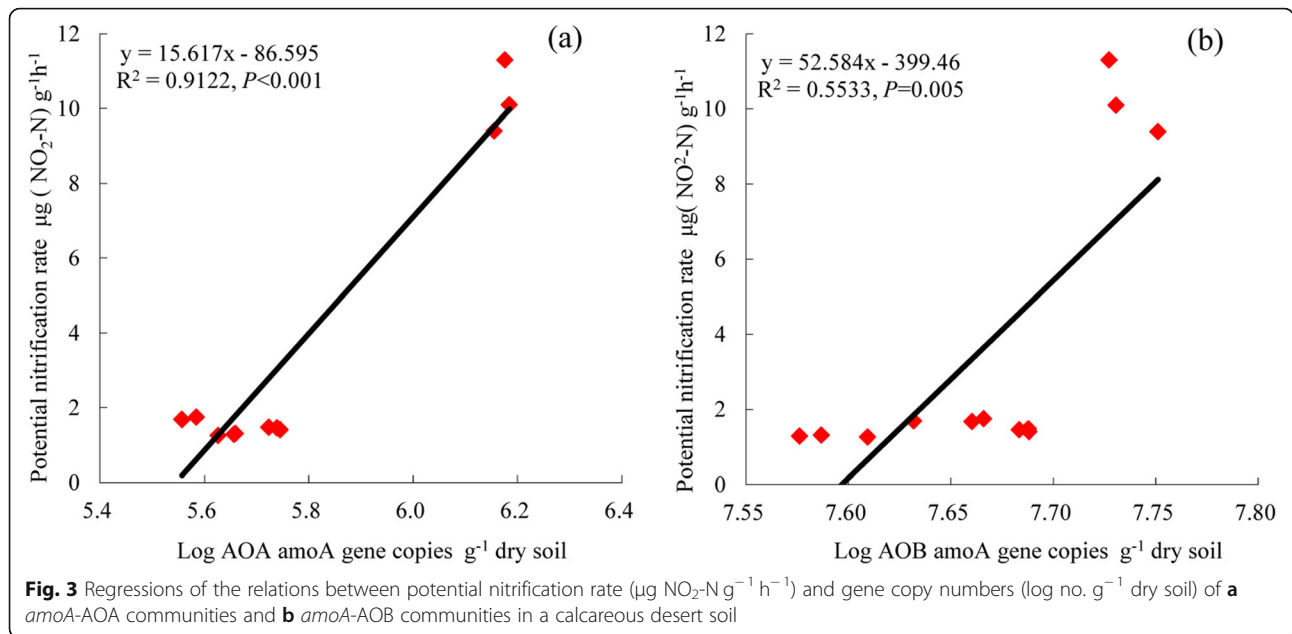 (a)
y = 15.617x - 86.595
R² = 0.9122, P<0.001
Potential nitrification rate µg ( NO₂-N) g⁻¹h⁻¹
12
10
8
6
4
2
0
5.4 5.6 5.8 6.0 6.2 6.4
Log AOA amoA gene copies g⁻¹ dry soil
(b)
y = 52.584x - 399.46
R² = 0.5533, P=0.005
Potential nitrification rate µg( NO²-N) g⁻¹h⁻¹
12
10
8
6
4
2
0
7.55 7.60 7.65 7.70 7.75 7.80
Log AOB amoA gene copies g⁻¹ dry soil
Fig. 3 Regressions of the relations between potential nitrification rate (µg NO₂-N g⁻¹ h⁻¹) and gene copy numbers (log no. g⁻¹ dry soil) of a
amoA-AOA communities and b amoA-AOB communities in a calcareous desert soil